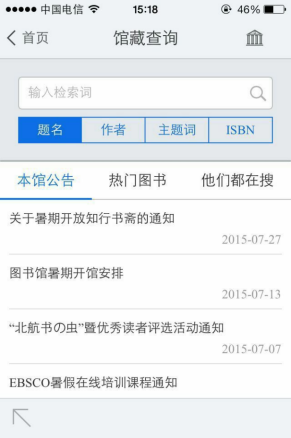 中国电信 15:18 46%
首页 馆藏查询
输入检索词
题名 作者 主题词 ISBN
本馆公告 热门图书 他们都在搜
关于暑期开放知行书斋的通知
2015-07-27
图书馆暑期开馆安排
2015-07-13
“北航书の虫”暨优秀读者评选活动通知
2015-07-07
EBSCO暑假在线培训课程通知